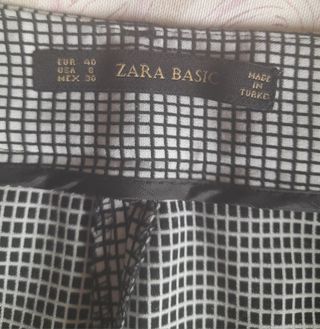 EUR 40
USA 8
MEX 30
ZARA BASIC
MADE
IN
TURKEY